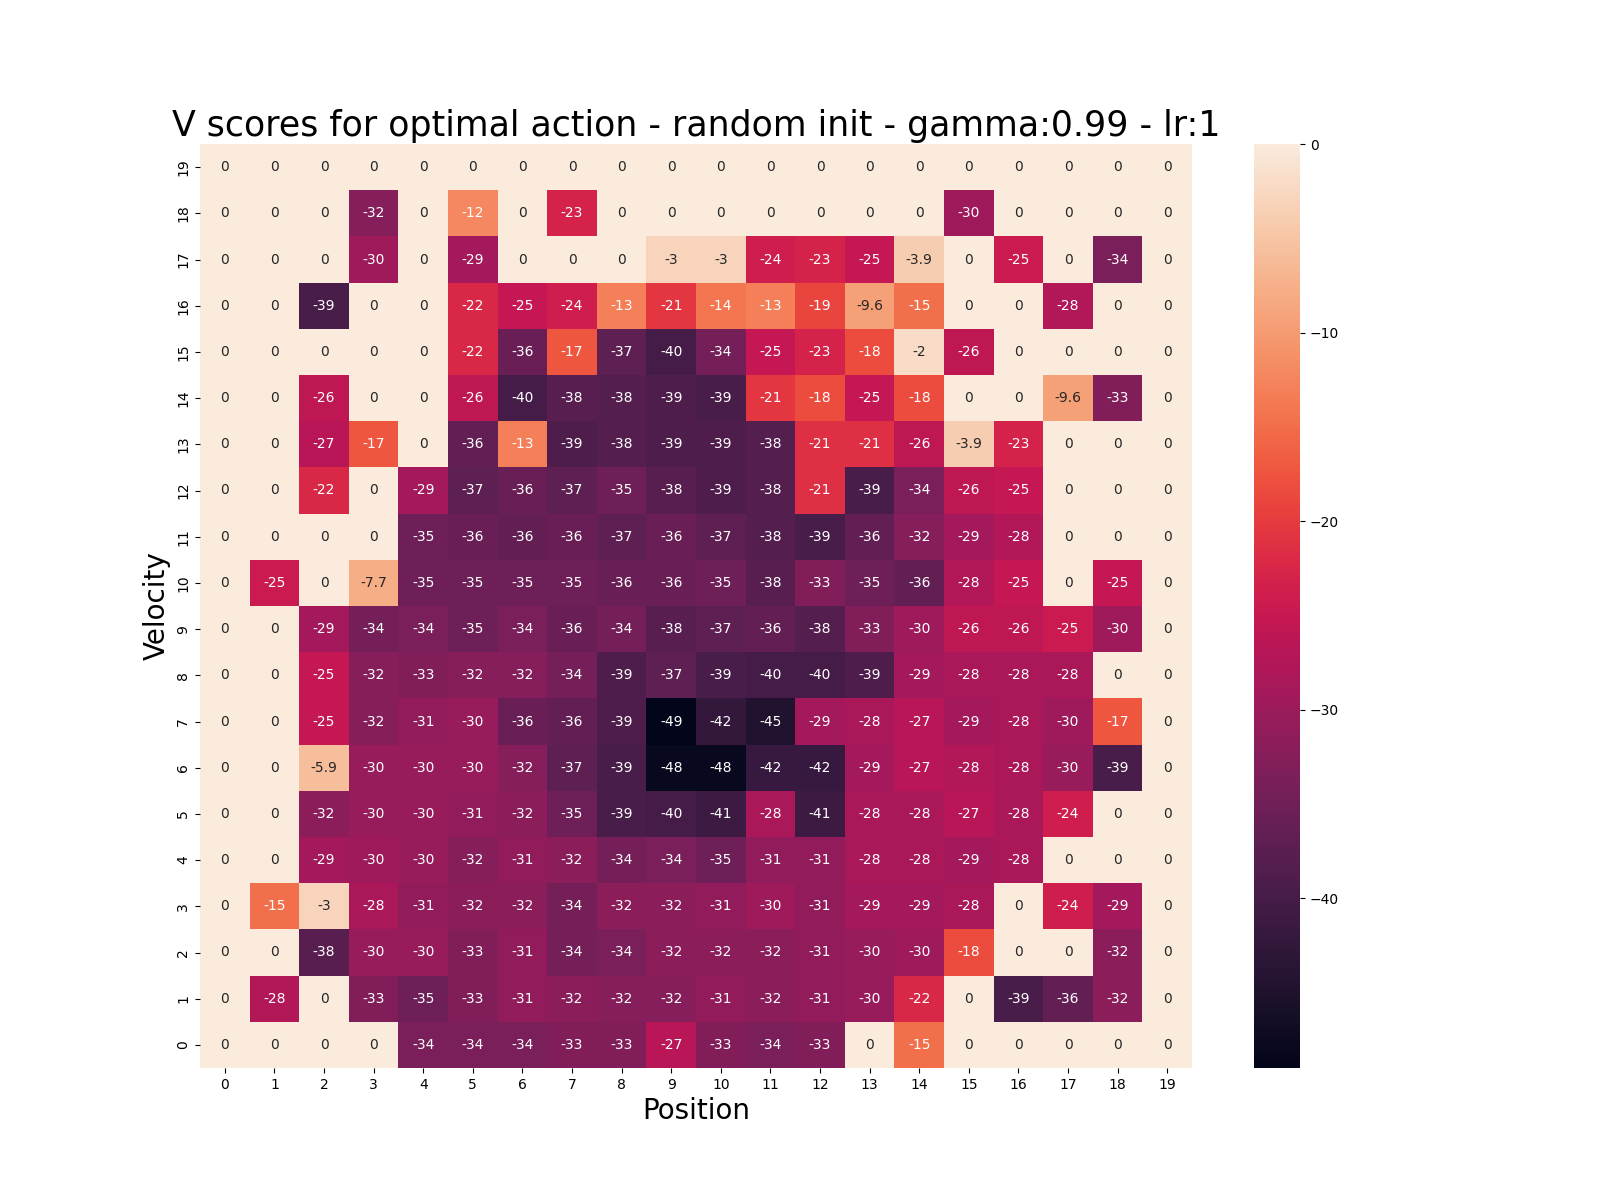 V scores for optimal action - random init - gamma:0.99 - lr:1
19 0 0 0 0 0 0 0 0 0 0 0 0 0 0 0 0 0 0 0 0 0
18 0 0 0 -32 0 -12 0 -23 0 0 0 0 0 0 0 -30 0 0 0 0
17 0 0 0 -30 0 -29 0 0 0 -3 -3 -24 -23 -25 -3.9 0 -25 0 -34 0
16 0 0 -39 0 0 -22 -25 -24 -13 -21 -14 -13 -19 -9.6 -15 0 0 -28 0 0
-10
15 0 0 0 0 0 -22 -36 -17 -37 -40 -34 -25 -23 -18 -2 -26 0 0 0 0
14 0 0 -26 0 0 -26 -40 -38 -38 -39 -39 -21 -18 -25 -18 0 0 -9.6 -33 0
13 0 0 -27 -17 0 -36 -13 -39 -38 -39 -39 -38 -21 -21 -26 -3.9 -23 0 0 0
12 0 0 -22 0 -29 -37 -36 -37 -35 -38 -39 -38 -21 -39 -34 -26 -25 0 0 0
-20
11 0 0 0 0 -35 -36 -36 -36 -37 -36 -37 -38 -39 -36 -32 -29 -28 0 0 0
10 0 -25 0 -7.7 -35 -35 -35 -35 -36 -36 -35 -38 -33 -35 -36 -28 -25 0 -25 0
Velocity
9 0 0 -29 -34 -34 -35 -34 -36 -34 -38 -37 -36 -38 -33 -30 -26 -26 -25 -30 0
8 0 0 -25 -32 -33 -32 -32 -34 -39 -37 -39 -40 -40 -39 -29 -28 -28 -28 0 0
-30
7 0 0 -25 -32 -31 -30 -36 -36 -39 -49 -42 -45 -29 -28 -27 -29 -28 -30 -17 0
6 0 0 -5.9 -30 -30 -30 -32 -37 -39 -48 -48 -42 -42 -29 -27 -28 -28 -30 -39 0
5 0 0 -32 -30 -30 -31 -32 -35 -39 -40 -41 -28 -41 -28 -28 -27 -28 -24 0 0
4 0 0 -29 -30 -30 -32 -31 -32 -34 -34 -35 -31 -31 -28 -28 -29 -28 0 0 0
-40
3 0 -15 -3 -28 -31 -32 -32 -34 -32 -32 -31 -30 -31 -29 -29 -28 0 -24 -29 0
2 0 0 -38 -30 -30 -33 -31 -34 -34 -32 -32 -32 -31 -30 -30 -18 0 0 -32 0
1 0 -28 0 -33 -35 -33 -31 -32 -32 -32 -31 -32 -31 -30 -22 0 -39 -36 -32 0
0 0 0 0 0 -34 -34 -34 -33 -33 -27 -33 -34 -33 0 -15 0 0 0 0 0
0 1 2 3 4 5 6 7 8 9 10 11 12 13 14 15 16 17 18 19
Position